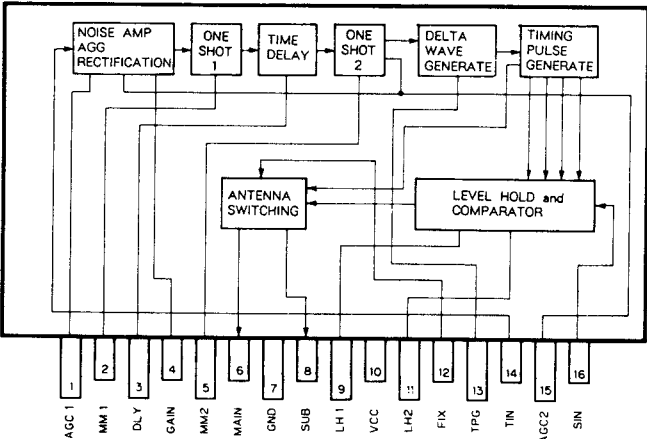 NOISE AMP
AGG
RECTIFICATION
ONE
SHOT
1
TIME
DELAY
ONE
SHOT
2
DELTA
WAVE
GENERATE
TIMING
PULSE
GENERATE
ANTENNA
SWITCHING
LEVEL HOLD and
COMPARATOR
1
2
3
4
5
6
7
8
9
10
11
12
13
14
15
16
AGC 1
MM 1
DLY
GAIN
MM2
MAIN
GND
SUB
LH 1
VCC
LH2
FIX
TPG
TIN
AGC2
SIN